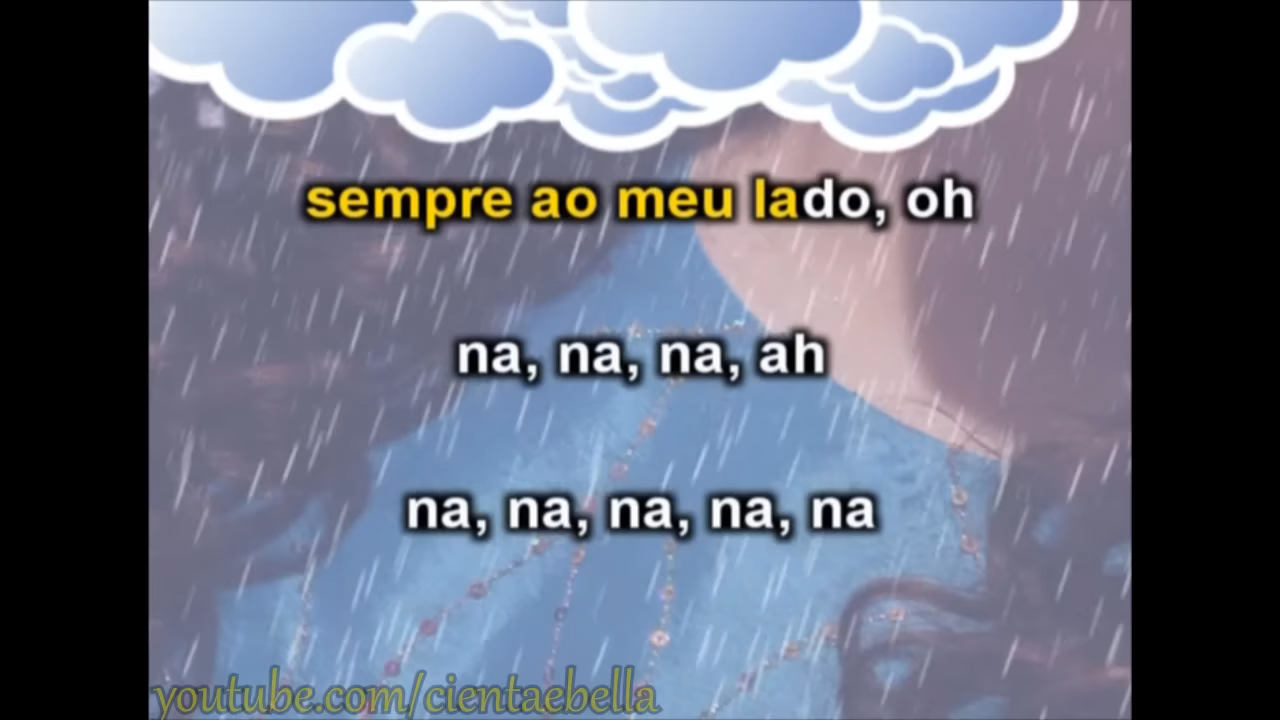 sempre ao meu lado, oh
na, na, na, ah
na, na, na, na, na
youtube.com/cientaebella